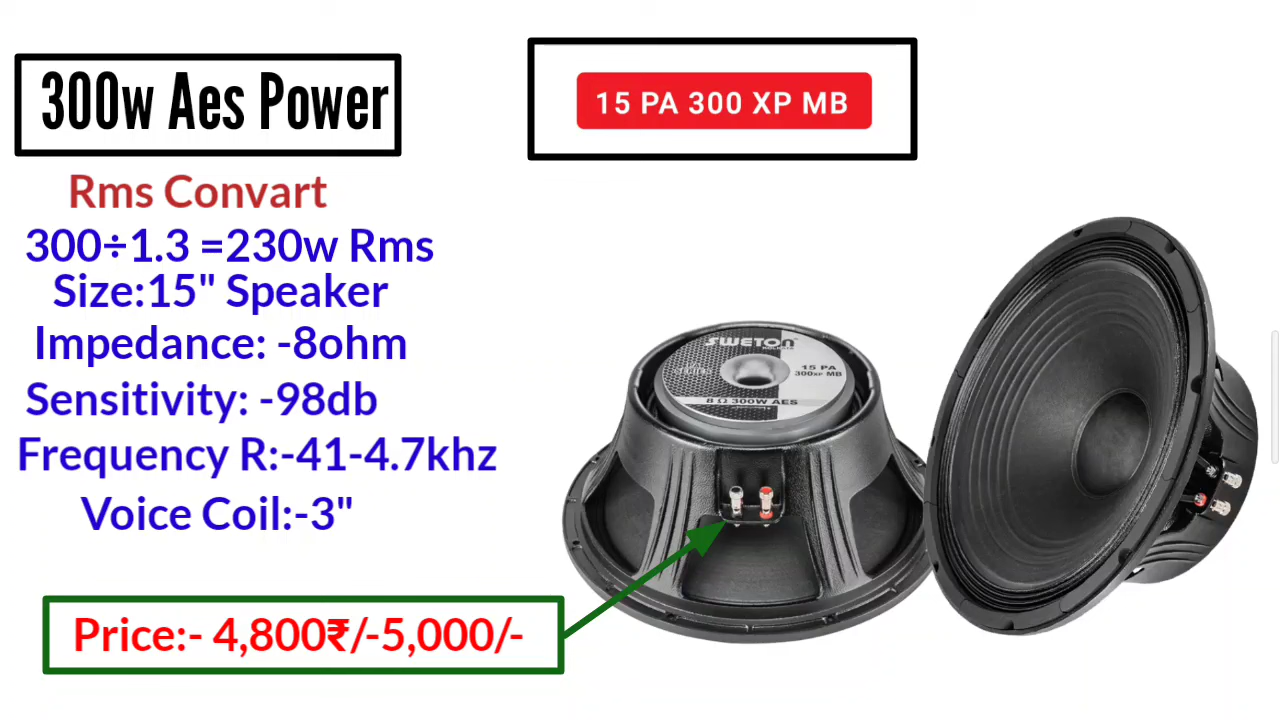 300w Aes Power
15 PA 300 XP MB
Rms Convart
300÷1.3 =230w Rms
Size:15" Speaker
Impedance: -8ohm
Sensitivity: -98db
Frequency R:-41-4.7khz
Voice Coil:-3"
Price:- 4,800₹/-5,000/-
SWETON
15 PA
300XP MB
8 Ω 300W AES